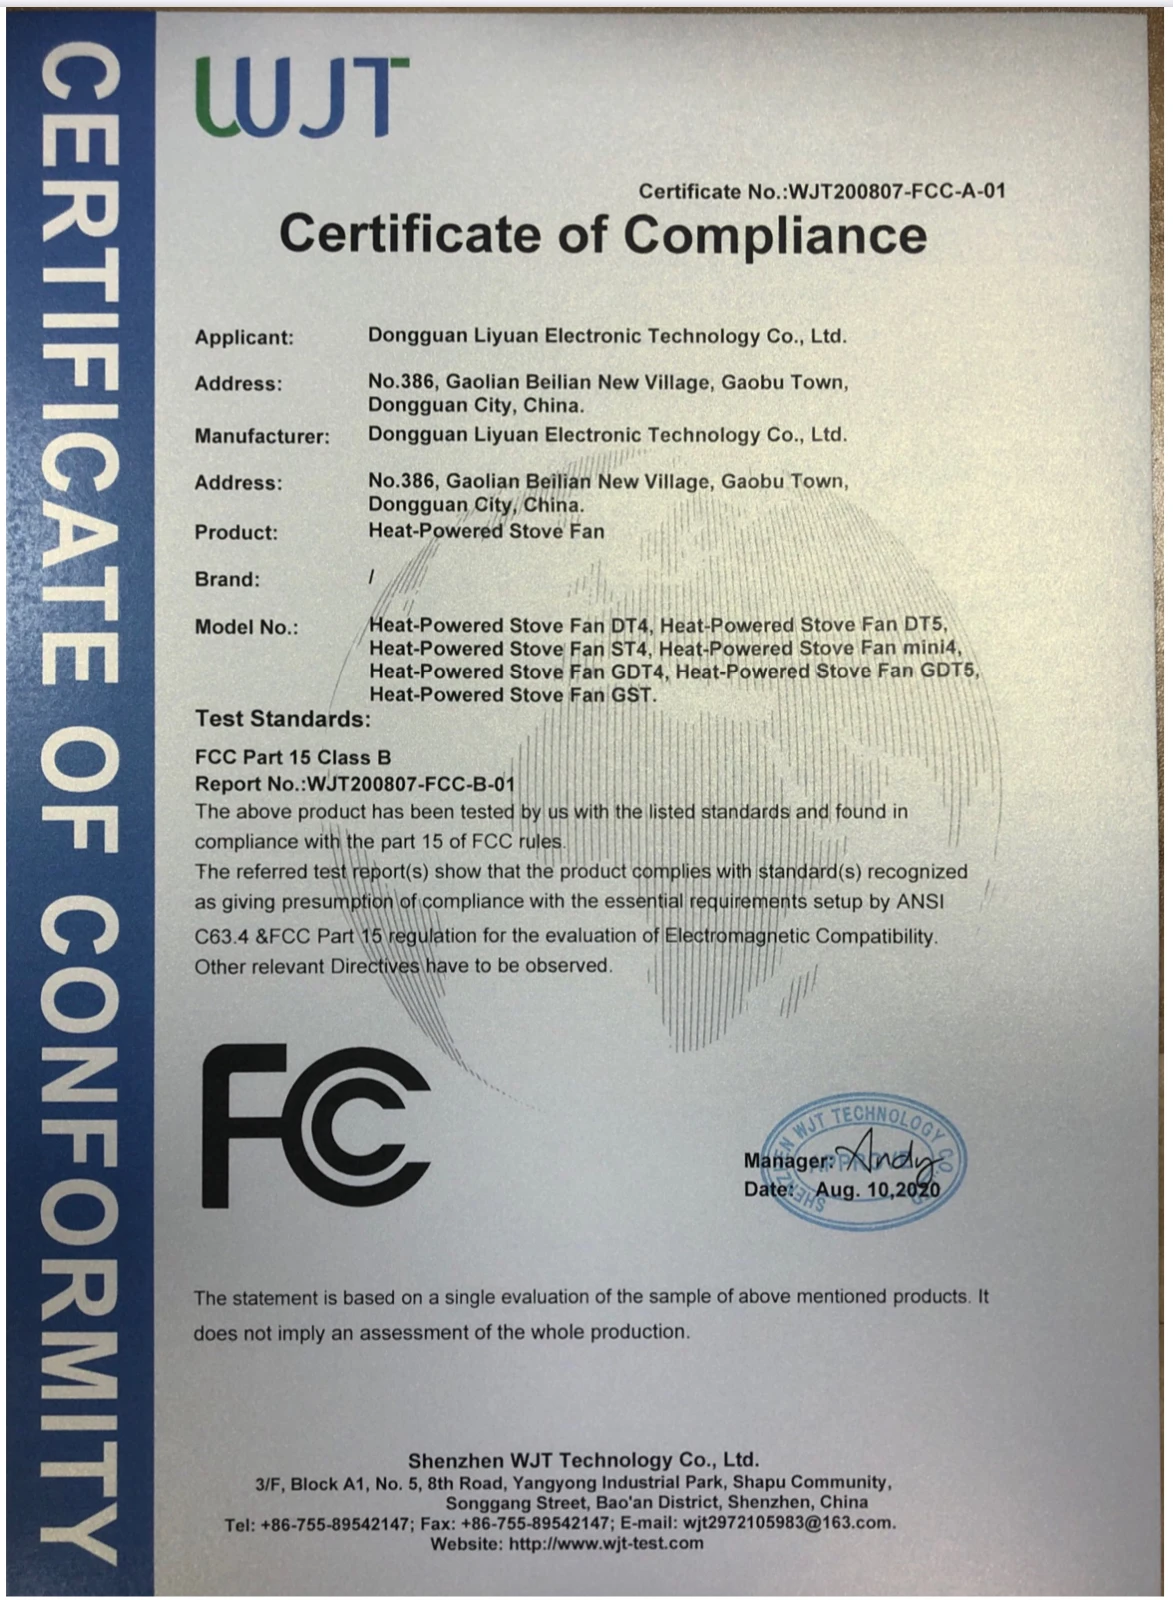 CERTIFICATE OF CONFORMITY
WJT
Certificate No.:WJT200807-FCC-A-01
Certificate of Compliance
Applicant: Dongguan Liyuan Electronic Technology Co., Ltd.
Address: No.386, Gaolian Beilian New Village, Gaobu Town,
Dongguan City, China.
Manufacturer: Dongguan Liyuan Electronic Technology Co., Ltd.
Address: No.386, Gaolian Beilian New Village, Gaobu Town,
Dongguan City, China.
Product: Heat-Powered Stove Fan
Brand: /
Model No.: Heat-Powered Stove Fan DT4, Heat-Powered Stove Fan DT5,
Heat-Powered Stove Fan ST4, Heat-Powered Stove Fan mini4,
Heat-Powered Stove Fan GDT4, Heat-Powered Stove Fan GDT5,
Heat-Powered Stove Fan GST.
Test Standards:
FCC Part 15 Class B
Report No.:WJT200807-FCC-B-01
The above product has been tested by us with the listed standards and found in
compliance with the part 15 of FCC rules.
The referred test report(s) show that the product complies with standard(s) recognized
as giving presumption of compliance with the essential requirements setup by ANSI
C63.4 &FCC Part 15 regulation for the evaluation of Electromagnetic Compatibility.
Other relevant Directives have to be observed.
FCC
SHENZHEN WJT TECHNOLOGY CO.
Manager: Andy
Date: Aug. 10,2020
The statement is based on a single evaluation of the sample of above mentioned products. It
does not imply an assessment of the whole production.
Shenzhen WJT Technology Co., Ltd.
3/F, Block A1, No. 5, 8th Road, Yangyong Industrial Park, Shapu Community,
Songgang Street, Bao'an District, Shenzhen, China
Tel: +86-755-89542147; Fax: +86-755-89542147; E-mail: wjt2972105983@163.com.
Website: http://www.wjt-test.com